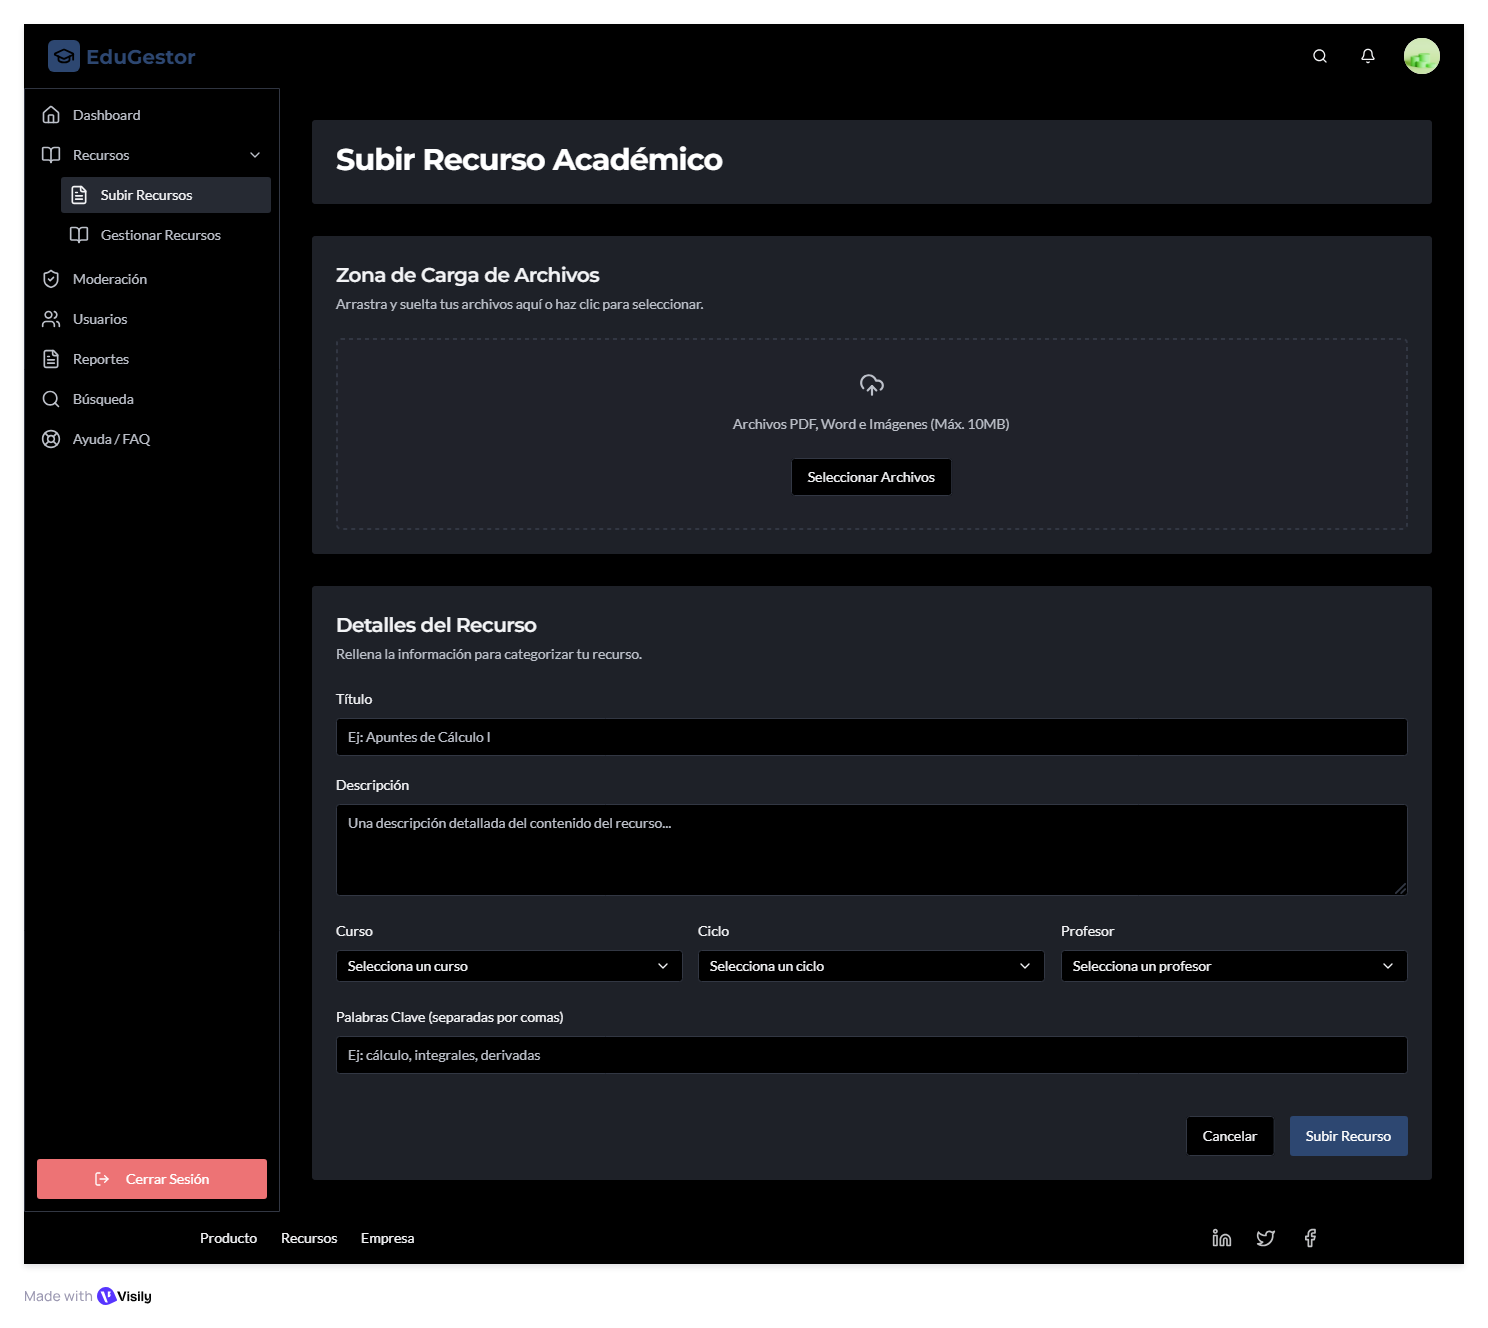 EduGestor
Dashboard
Recursos
Subir Recursos
Gestionar Recursos
Moderación
Usuarios
Reportes
Búsqueda
Ayuda / FAQ
Cerrar Sesión
Subir Recurso Académico
Zona de Carga de Archivos
Arrastra y suelta tus archivos aquí o haz clic para seleccionar.
Archivos PDF, Word e Imágenes (Máx. 10MB)
Seleccionar Archivos
Detalles del Recurso
Rellena la información para categorizar tu recurso.
Título
Ej: Apuntes de Cálculo I
Descripción
Una descripción detallada del contenido del recurso...
Curso
Selecciona un curso
Ciclo
Selecciona un ciclo
Profesor
Selecciona un profesor
Palabras Clave (separadas por comas)
Ej: cálculo, integrales, derivadas
Cancelar
Subir Recurso
Producto
Recursos
Empresa
Made with Visily